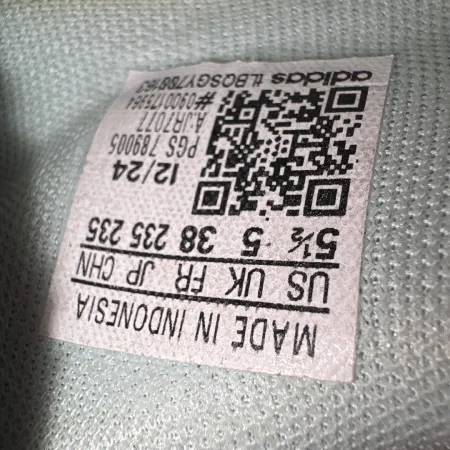 MADE IN INDONESIA
US UK FR JP CHN
5½ 5 38 235 235
12/24
PGS 789005
AJR7077
#0900175364
adidas